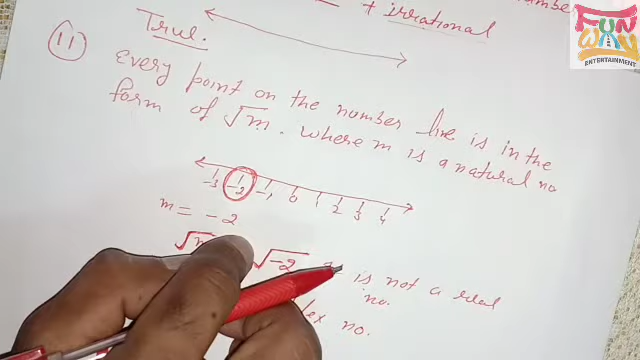 + irrational
True.
(11) Every point on the number line is in the
form of √m. where m is a natural no
-3 -2 -1 0 1 2 3 4
m = -2
√-2 is not a real
no.
no.
FUN
WAY
ENTERTAINMENT